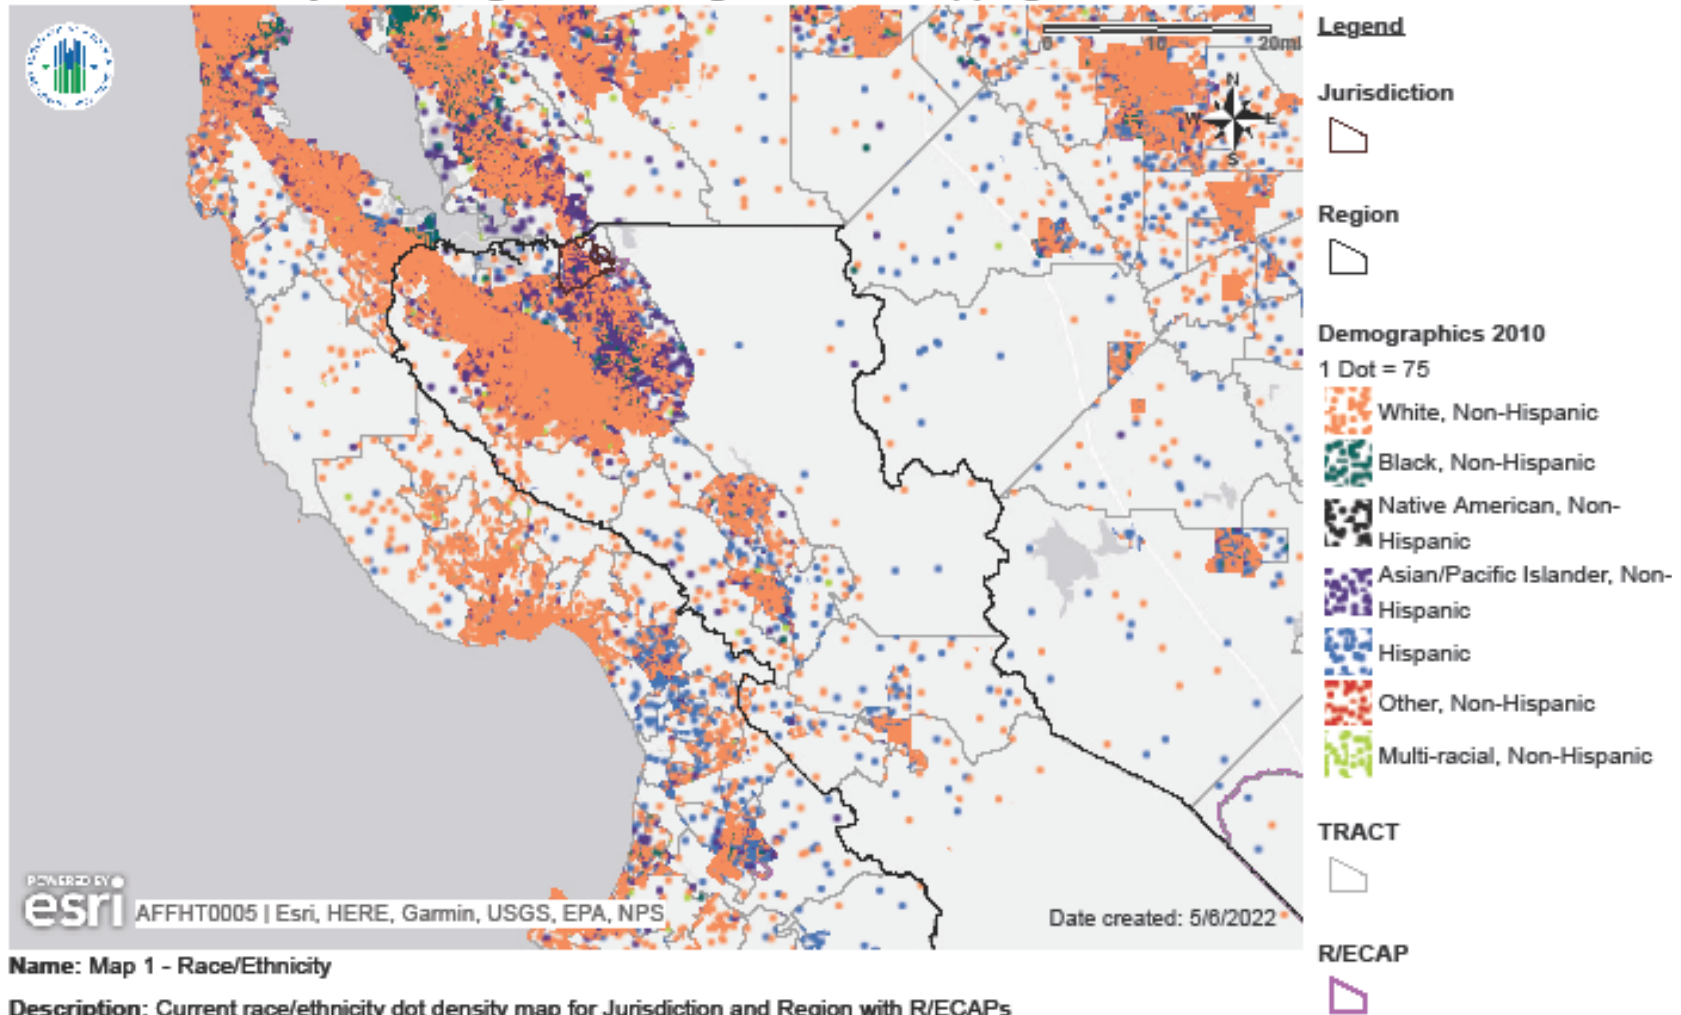 0 10 20mi
N
W E
S
POWERED BY
esri
AFFHT0005 | Esri, HERE, Garmin, USGS, EPA, NPS
Date created: 5/6/2022
Name: Map 1 - Race/Ethnicity
Description: Current race/ethnicity dot density map for Jurisdiction and Region with R/ECAPs
Legend
Jurisdiction
Region
Demographics 2010
1 Dot = 75
White, Non-Hispanic
Black, Non-Hispanic
Native American, Non-
Hispanic
Asian/Pacific Islander, Non-
Hispanic
Hispanic
Other, Non-Hispanic
Multi-racial, Non-Hispanic
TRACT
R/ECAP